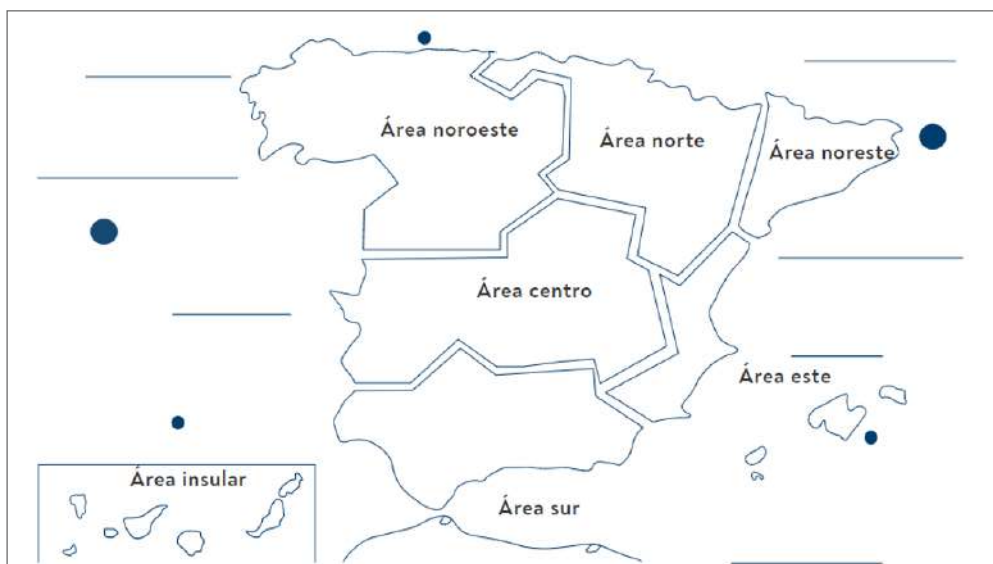 Área noroeste
Área norte
Área noreste
Área centro
Área este
Área insular
Área sur